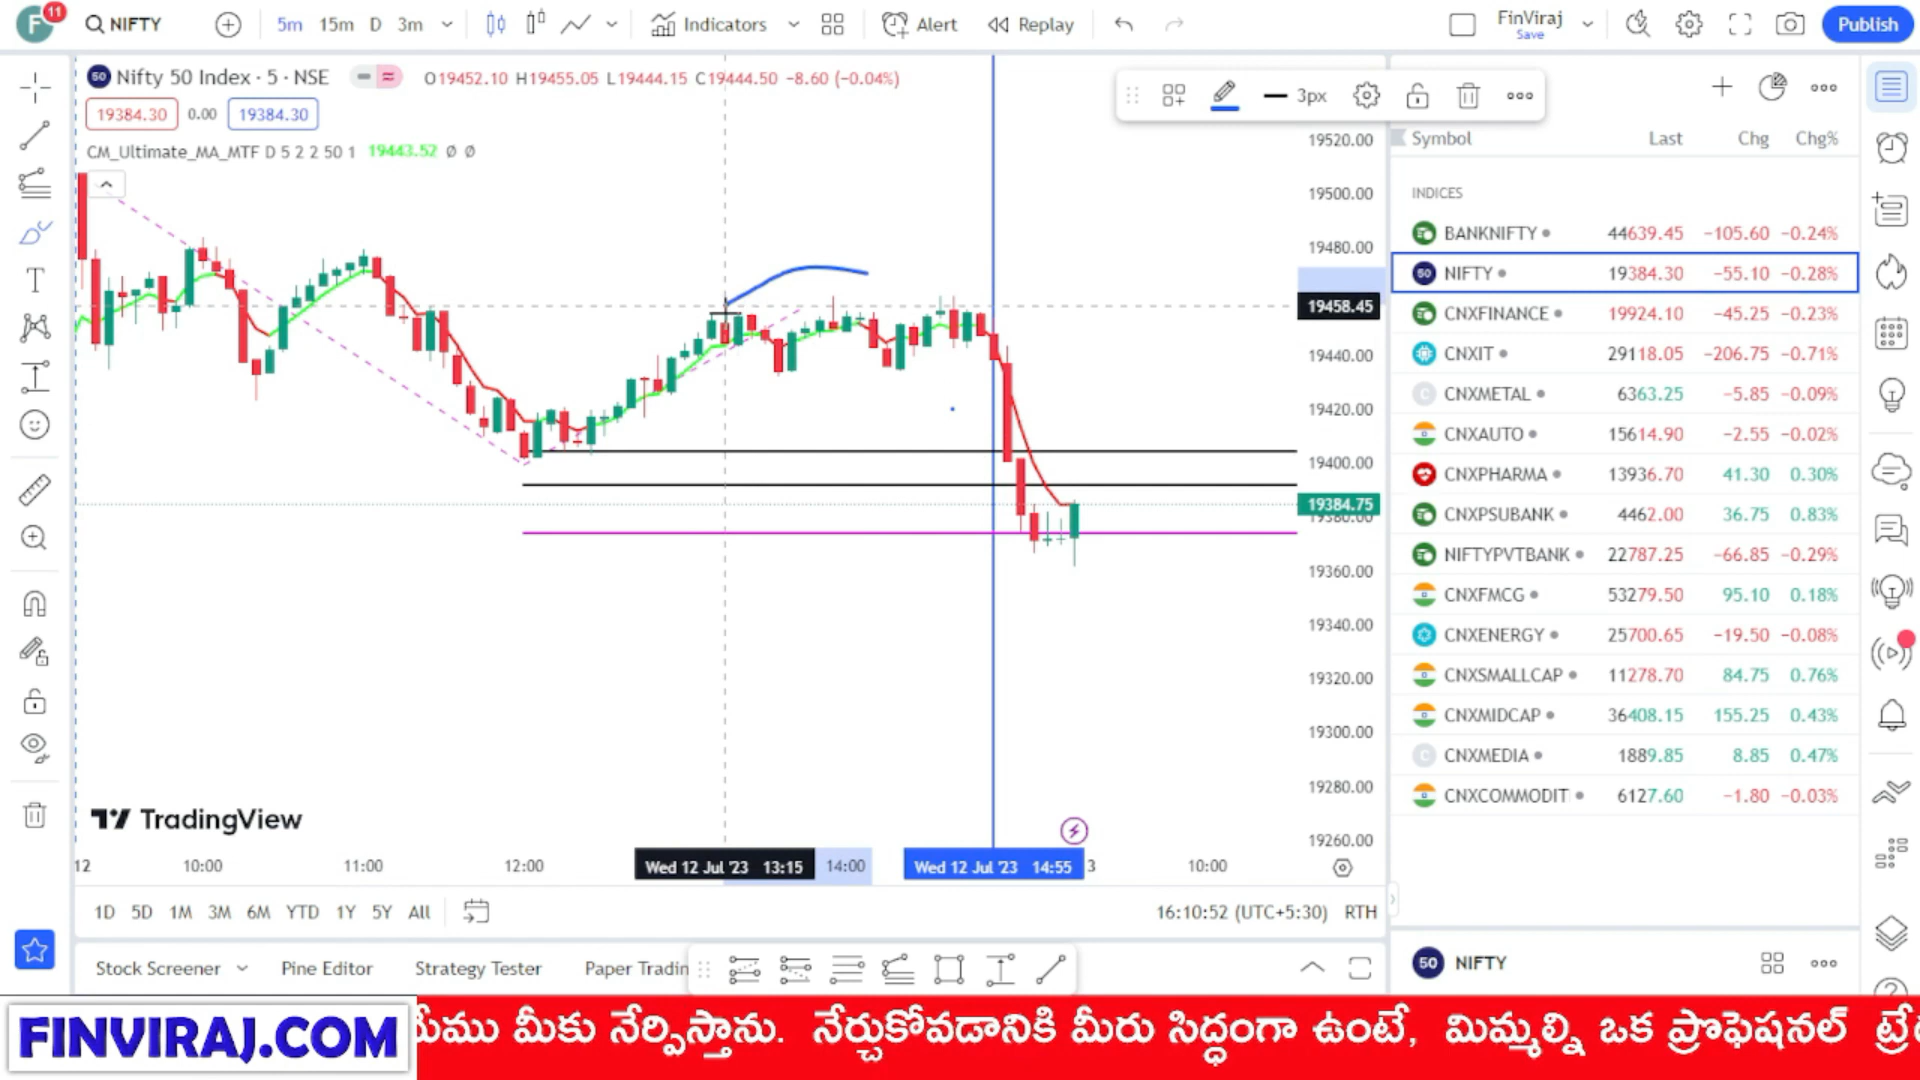 F 11 NIFTY 5m 15m D 3m Indicators Alert Replay FinViraj Save Publish
50 Nifty 50 Index · 5 · NSE O19452.10 H19455.05 L19444.15 C19444.50 −8.60 (−0.04%)
19384.30 0.00 19384.30
CM_Ultimate_MA_MTF D 5 2 2 50 1 19443.52 Ø Ø
3px
19520.00
19500.00
19480.00
19458.45
19440.00
19420.00
19400.00
19384.75
19380.00
19360.00
19340.00
19320.00
19300.00
19280.00
19260.00
Symbol Last Chg Chg%
INDICES
BANKNIFTY 44639.45 −105.60 −0.24%
50 NIFTY 19384.30 −55.10 −0.28%
CNXFINANCE 19924.10 −45.25 −0.23%
CNXIT 29118.05 −206.75 −0.71%
C CNXMETAL 6363.25 −5.85 −0.09%
CNXAUTO 15614.90 −2.55 −0.02%
CNXPHARMA 13936.70 41.30 0.30%
CNXPSUBANK 4462.00 36.75 0.83%
NIFTYPVTBANK 22787.25 −66.85 −0.29%
CNXFMCG 53279.50 95.10 0.18%
CNXENERGY 25700.65 −19.50 −0.08%
CNXSMALLCAP 11278.70 84.75 0.76%
CNXMIDCAP 36408.15 155.25 0.43%
C CNXMEDIA 1889.85 8.85 0.47%
CNXCOMMODIT 6127.60 −1.80 −0.03%
TradingView
12 10:00 11:00 12:00 Wed 12 Jul '23 13:15 14:00 Wed 12 Jul '23 14:55 3 10:00
1D 5D 1M 3M 6M YTD 1Y 5Y All 16:10:52 (UTC+5:30) RTH
Stock Screener Pine Editor Strategy Tester Paper Tradin
50 NIFTY
FINVIRAJ.COM
మీకు నేర్పిస్తాను. నేర్చుకోవడానికి మీరు సిద్ధంగా ఉంటే, మిమ్మల్ని ఒక ప్రొఫెషనల్